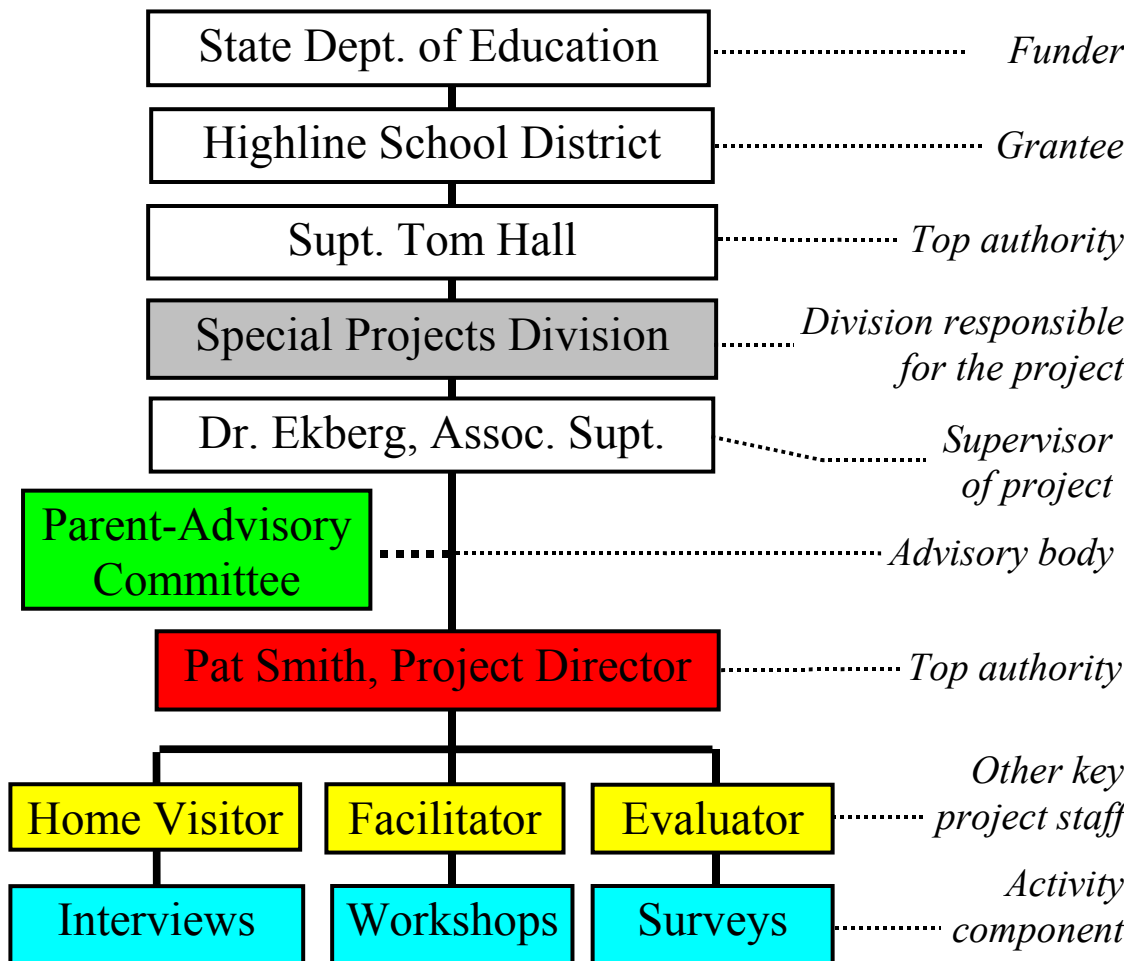 State Dept. of Education
Funder
Highline School District
Grantee
Supt. Tom Hall
Top authority
Special Projects Division
Division responsible
for the project
Dr. Ekberg, Assoc. Supt.
Supervisor
of project
Parent-Advisory
Committee
Advisory body
Pat Smith, Project Director
Top authority
Home Visitor
Facilitator
Evaluator
Other key
project staff
Interviews
Workshops
Surveys
Activity
component